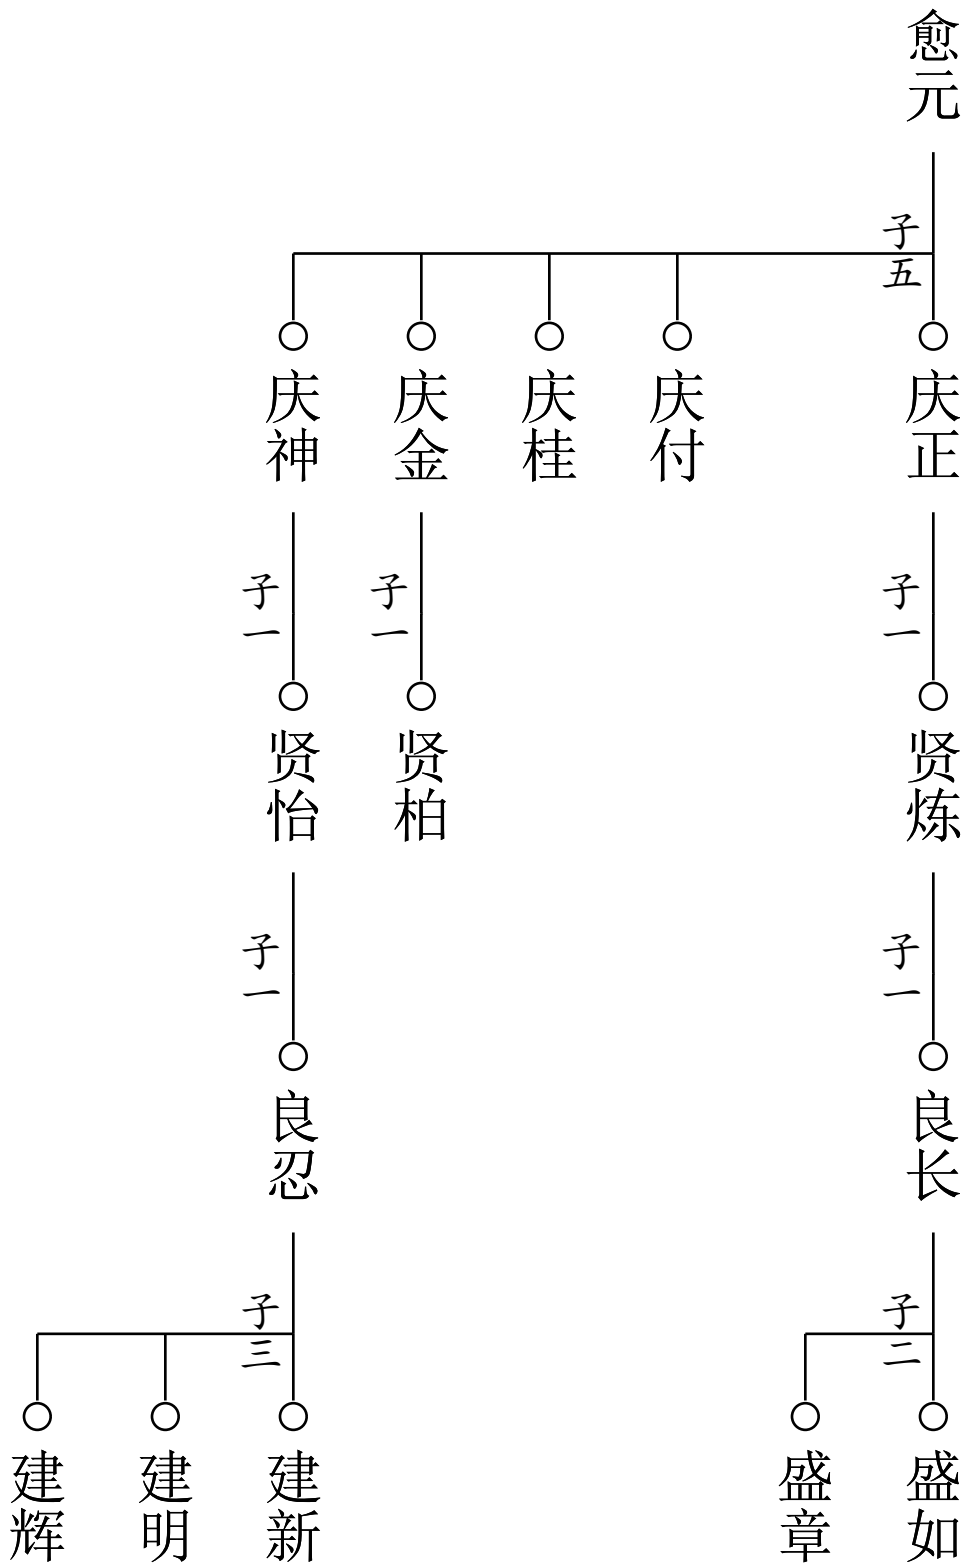 愈元
子五
庆正
庆付
庆桂
庆金
庆神
子一
子一
子一
贤炼
贤柏
贤怡
子一
子一
良长
良忍
子二
子三
盛如
盛章
建新
建明
建辉